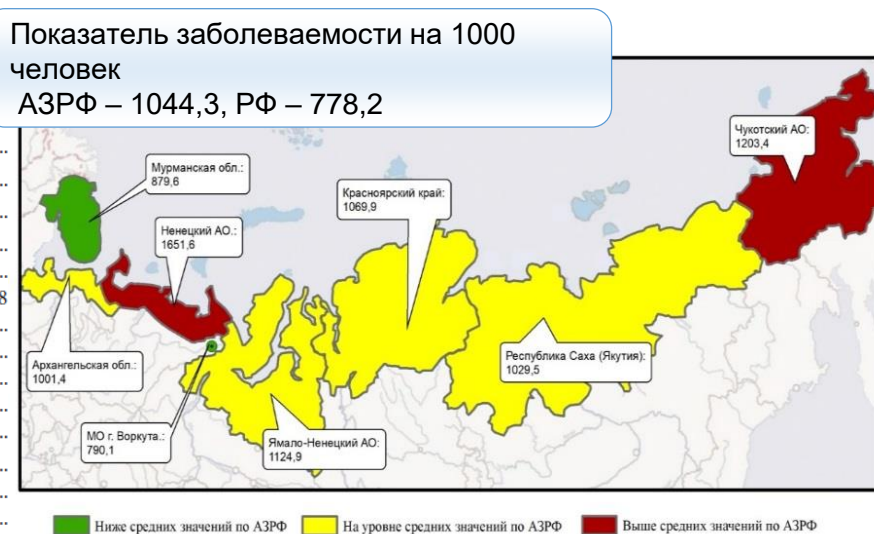 Показатель заболеваемости на 1000
человек
АЗРФ – 1044,3, РФ – 778,2
..
..
..
..
..
8
..
..
..
..
..
..
..
Мурманская обл.:
879,6
Ненецкий АО.:
1651,6
Красноярский край:
1069,9
Чукотский АО:
1203,4
Архангельская обл.:
1001,4
МО г. Воркута.:
790,1
Ямало-Ненецкий АО:
1124,9
Республика Саха (Якутия):
1029,5
Ниже средних значений по АЗРФ
На уровне средних значений по АЗРФ
Выше средних значений по АЗРФ